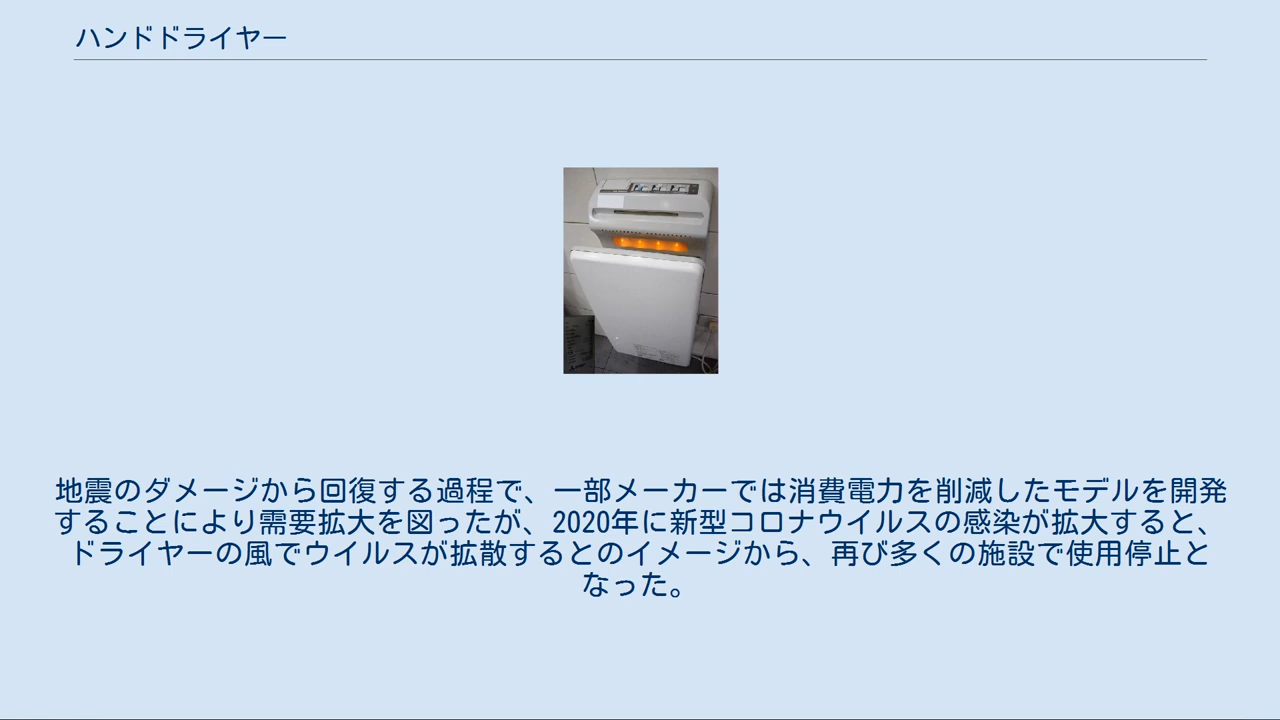 ハンドドライヤー
地震のダメージから回復する過程で、一部メーカーでは消費電力を削減したモデルを開発
することにより需要拡大を図ったが、2020年に新型コロナウイルスの感染が拡大すると、
ドライヤーの風でウイルスが拡散するとのイメージから、再び多くの施設で使用停止と
なった。